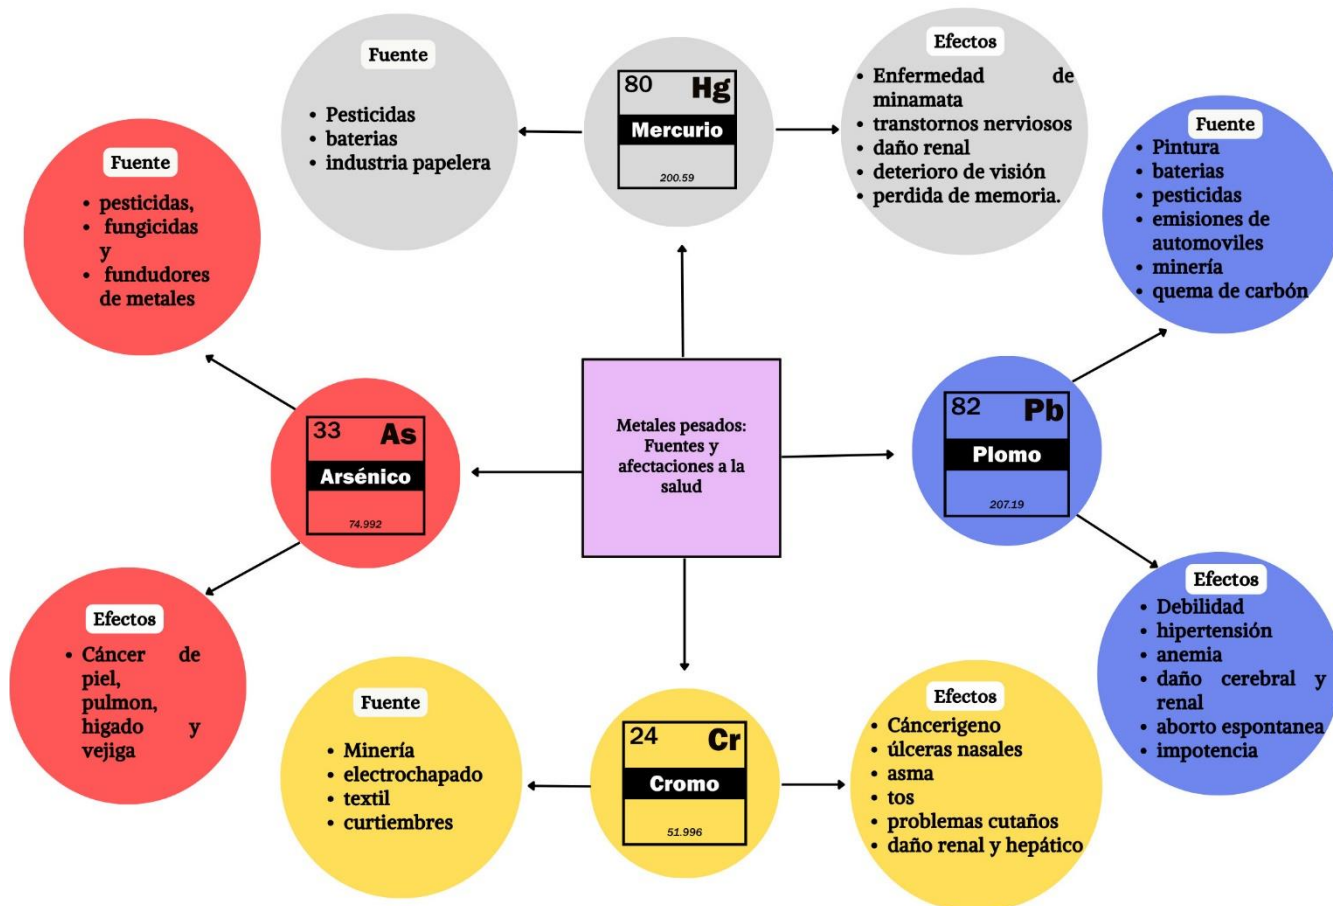 Fuente
• Pesticidas
• baterias
• industria papelera
80 Hg
Mercurio
200.59
Efectos
• Enfermedad de
minamata
• transtornos nerviosos
• daño renal
• deterioro de visión
• perdida de memoria.
Fuente
• pesticidas,
• fungicidas
y
• fundudores
de metales
Fuente
• Pintura
• baterias
• pesticidas
• emisiones de
automoviles
• minería
• quema de carbón
33 As
Arsénico
74.992
Metales pesados:
Fuentes y
afectaciones a la
salud
82 Pb
Plomo
207.19
Efectos
• Cáncer de
piel,
pulmon,
higado y
vejiga
Efectos
• Debilidad
• hipertensión
• anemia
• daño cerebral y
renal
• aborto espontanea
• impotencia
Fuente
• Minería
• electrochapado
• textil
• curtiembres
24 Cr
Cromo
51.996
Efectos
• Cáncerigeno
• úlceras nasales
• asma
• tos
• problemas cutaños
• daño renal y hepático